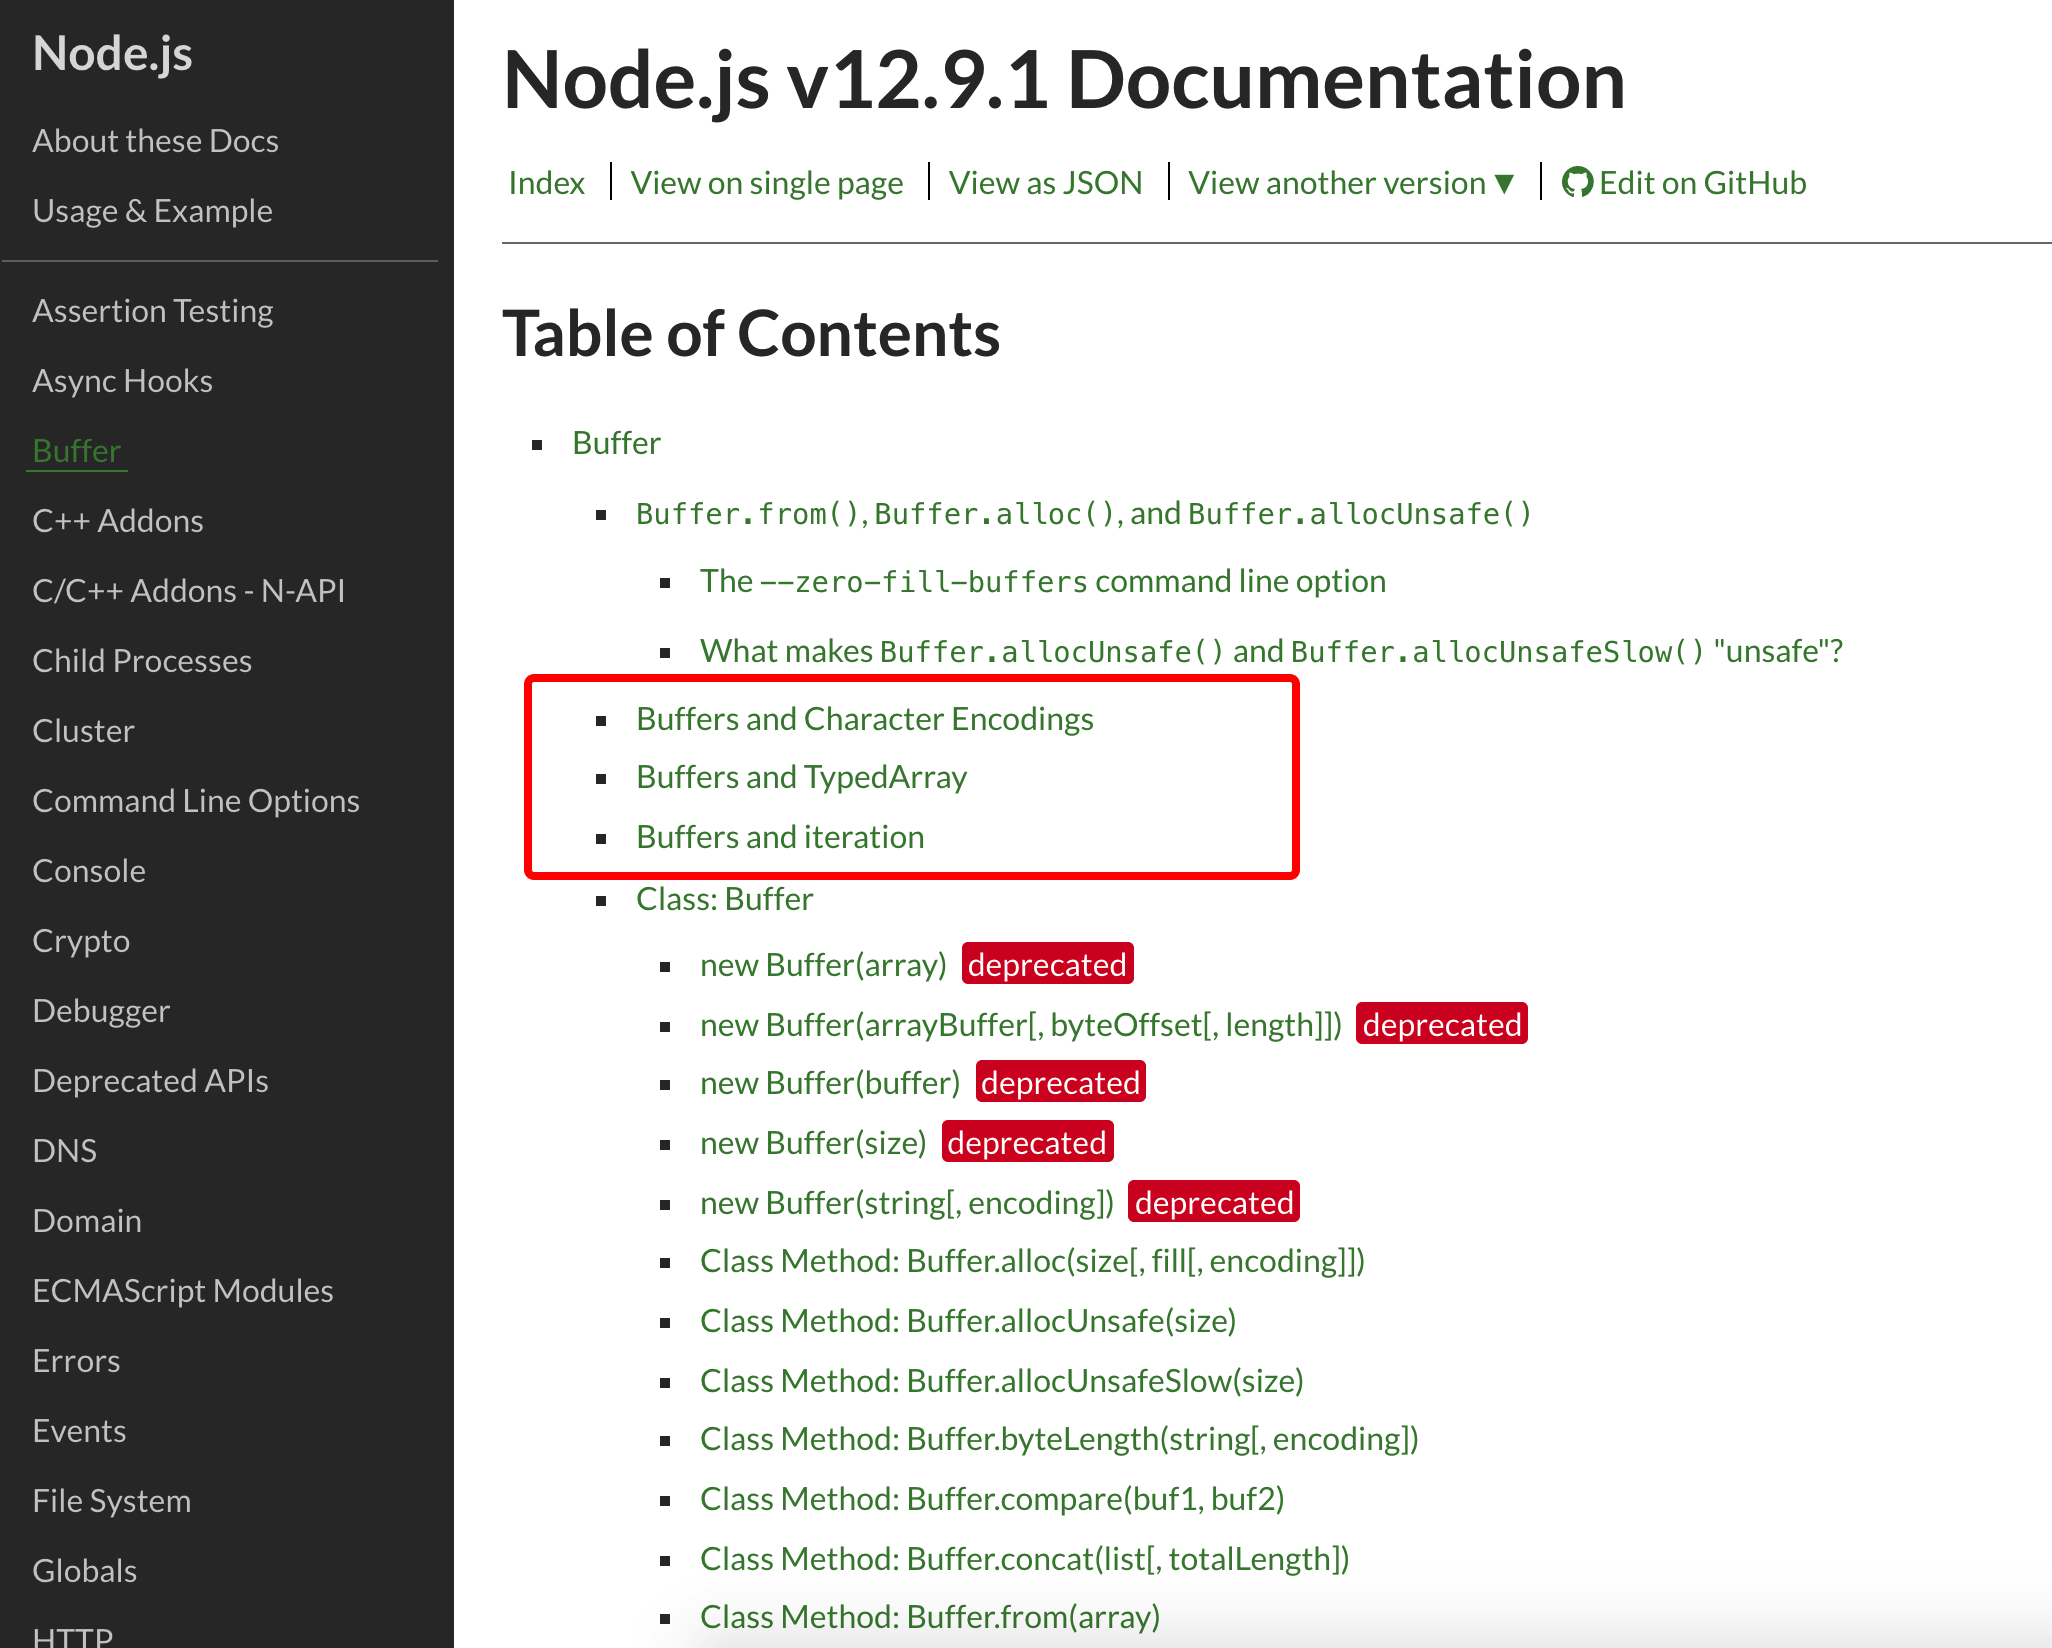 Node.js
About these Docs
Usage & Example
Assertion Testing
Async Hooks
Buffer
C++ Addons
C/C++ Addons - N-API
Child Processes
Cluster
Command Line Options
Console
Crypto
Debugger
Deprecated APIs
DNS
Domain
ECMAScript Modules
Errors
Events
File System
Globals
HTTP
Node.js v12.9.1 Documentation
Index
View on single page
View as JSON
View another version ▼
Edit on GitHub
Table of Contents
Buffer
Buffer.from(), Buffer.alloc(), and Buffer.allocUnsafe()
The --zero-fill-buffers command line option
What makes Buffer.allocUnsafe() and Buffer.allocUnsafeSlow() "unsafe"?
Buffers and Character Encodings
Buffers and TypedArray
Buffers and iteration
Class: Buffer
new Buffer(array) deprecated
new Buffer(arrayBuffer[, byteOffset[, length]]) deprecated
new Buffer(buffer) deprecated
new Buffer(size) deprecated
new Buffer(string[, encoding]) deprecated
Class Method: Buffer.alloc(size[, fill[, encoding]])
Class Method: Buffer.allocUnsafe(size)
Class Method: Buffer.allocUnsafeSlow(size)
Class Method: Buffer.byteLength(string[, encoding])
Class Method: Buffer.compare(buf1, buf2)
Class Method: Buffer.concat(list[, totalLength])
Class Method: Buffer.from(array)